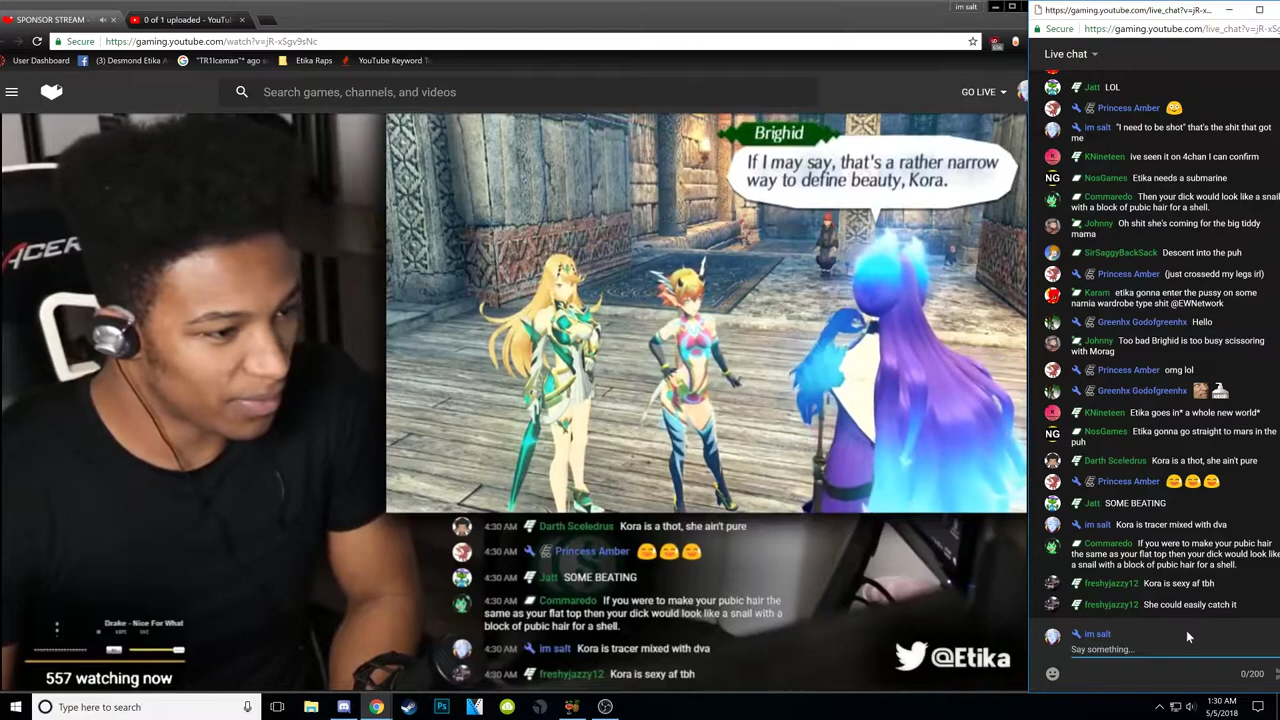 SPONSOR STREAM -
0 of 1 uploaded - YouTu
im salt
https://gaming.youtube.com/live_chat?v=jR-x...
Secure
https://gaming.youtube.com/watch?v=jR-xSgv9sNc
Secure
https://gaming.youtube.com/live_chat?v=jR-xSg
User Dashboard
(3) Desmond Etika A
"TR1Iceman"* ago s
Etika Raps
YouTube Keyword To
Live chat
Search games, channels, and videos
GO LIVE
Jatt LOL
Princess Amber
im salt "I need to be shot" that's the shit that got
me
KNineteen ive seen it on 4chan I can confirm
NG NosGames Etika needs a submarine
Commaredo Then your dick would look like a snail
with a block of pubic hair for a shell.
Johnny Oh shit she's coming for the big tiddy
mama
SirSaggyBackSack Descent into the puh
Princess Amber (just crossedd my legs irl)
Karam etika gonna enter the pussy on some
narnia wardrobe type shit @EWNetwork
Greenhx Godofgreenhx Hello
Johnny Too bad Brighid is too busy scissoring
with Morag
Princess Amber omg lol
Greenhx Godofgreenhx
KNineteen Etika goes in* a whole new world*
NG NosGames Etika gonna go straight to mars in the
puh
Darth Sceledrus Kora is a thot, she ain't pure
Princess Amber
Jatt SOME BEATING
im salt Kora is tracer mixed with dva
Commaredo If you were to make your pubic hair
the same as your flat top then your dick would look like
a snail with a block of pubic hair for a shell.
freshyjazzy12 Kora is sexy af tbh
freshyjazzy12 She could easily catch it
im salt
Say something...
0/200
Brighid
If I may say, that's a rather narrow
way to define beauty, Kora.
ACER
4:30 AM Darth Sceledrus Kora is a thot, she ain't pure
4:30 AM Princess Amber
4:30 AM Jatt SOME BEATING
4:30 AM Commaredo If you were to make your pubic hair the
same as your flat top then your dick would look like a snail with a
block of pubic hair for a shell.
4:30 AM im salt Kora is tracer mixed with dva
4:30 AM freshyjazzy12 Kora is sexy af tbh
Drake - Nice For What
557 watching now
@Etika
Type here to search
1:30 AM
5/5/2018